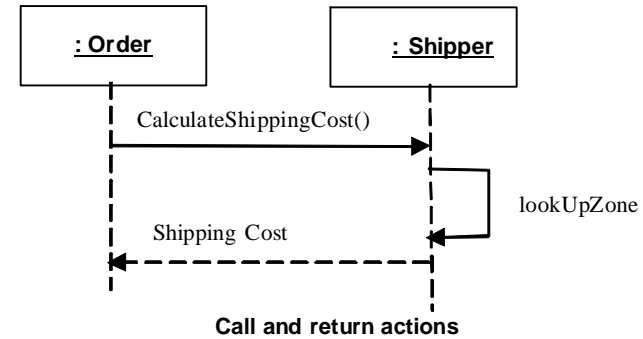 : Order
: Shipper
CalculateShippingCost()
lookUpZone
Shipping Cost
Call and return actions